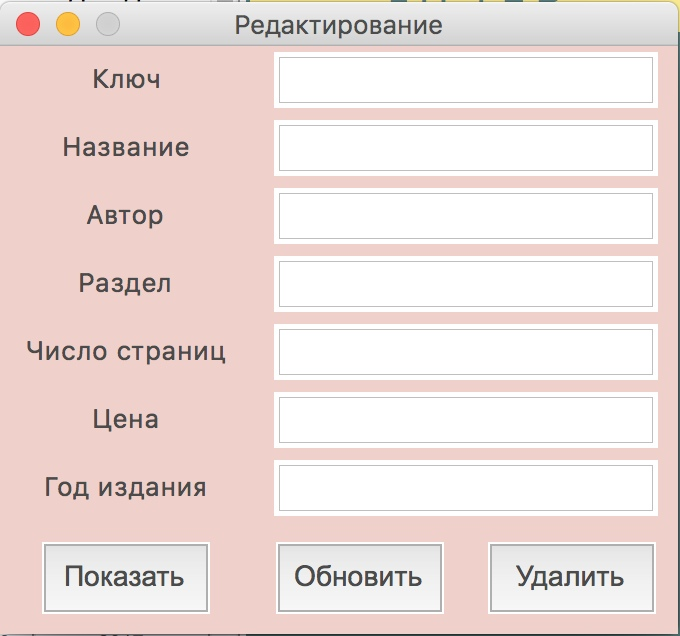 Редактирование
Ключ
Название
Автор
Раздел
Число страниц
Цена
Год издания
Показать Обновить Удалить